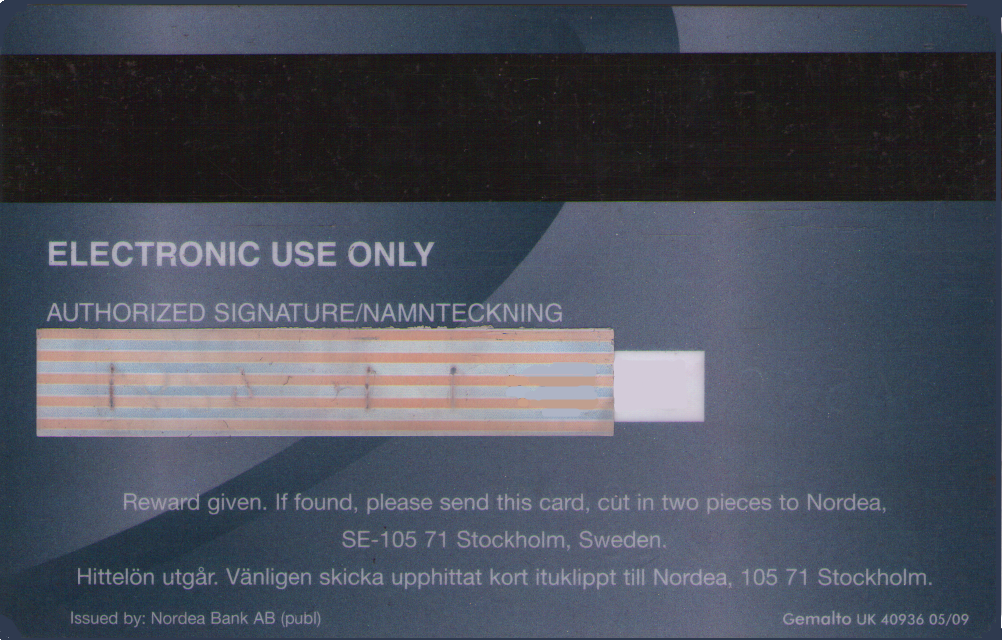 ELECTRONIC USE ONLY
AUTHORIZED SIGNATURE/NAMNTECKNING
Reward given. If found, please send this card, cut in two pieces to Nordea,
SE-105 71 Stockholm, Sweden.
Hittelön utgår. Vänligen skicka upphittat kort ituklippt till Nordea, 105 71 Stockholm.
Issued by: Nordea Bank AB (publ)
Gemalto UK 40936 05/09